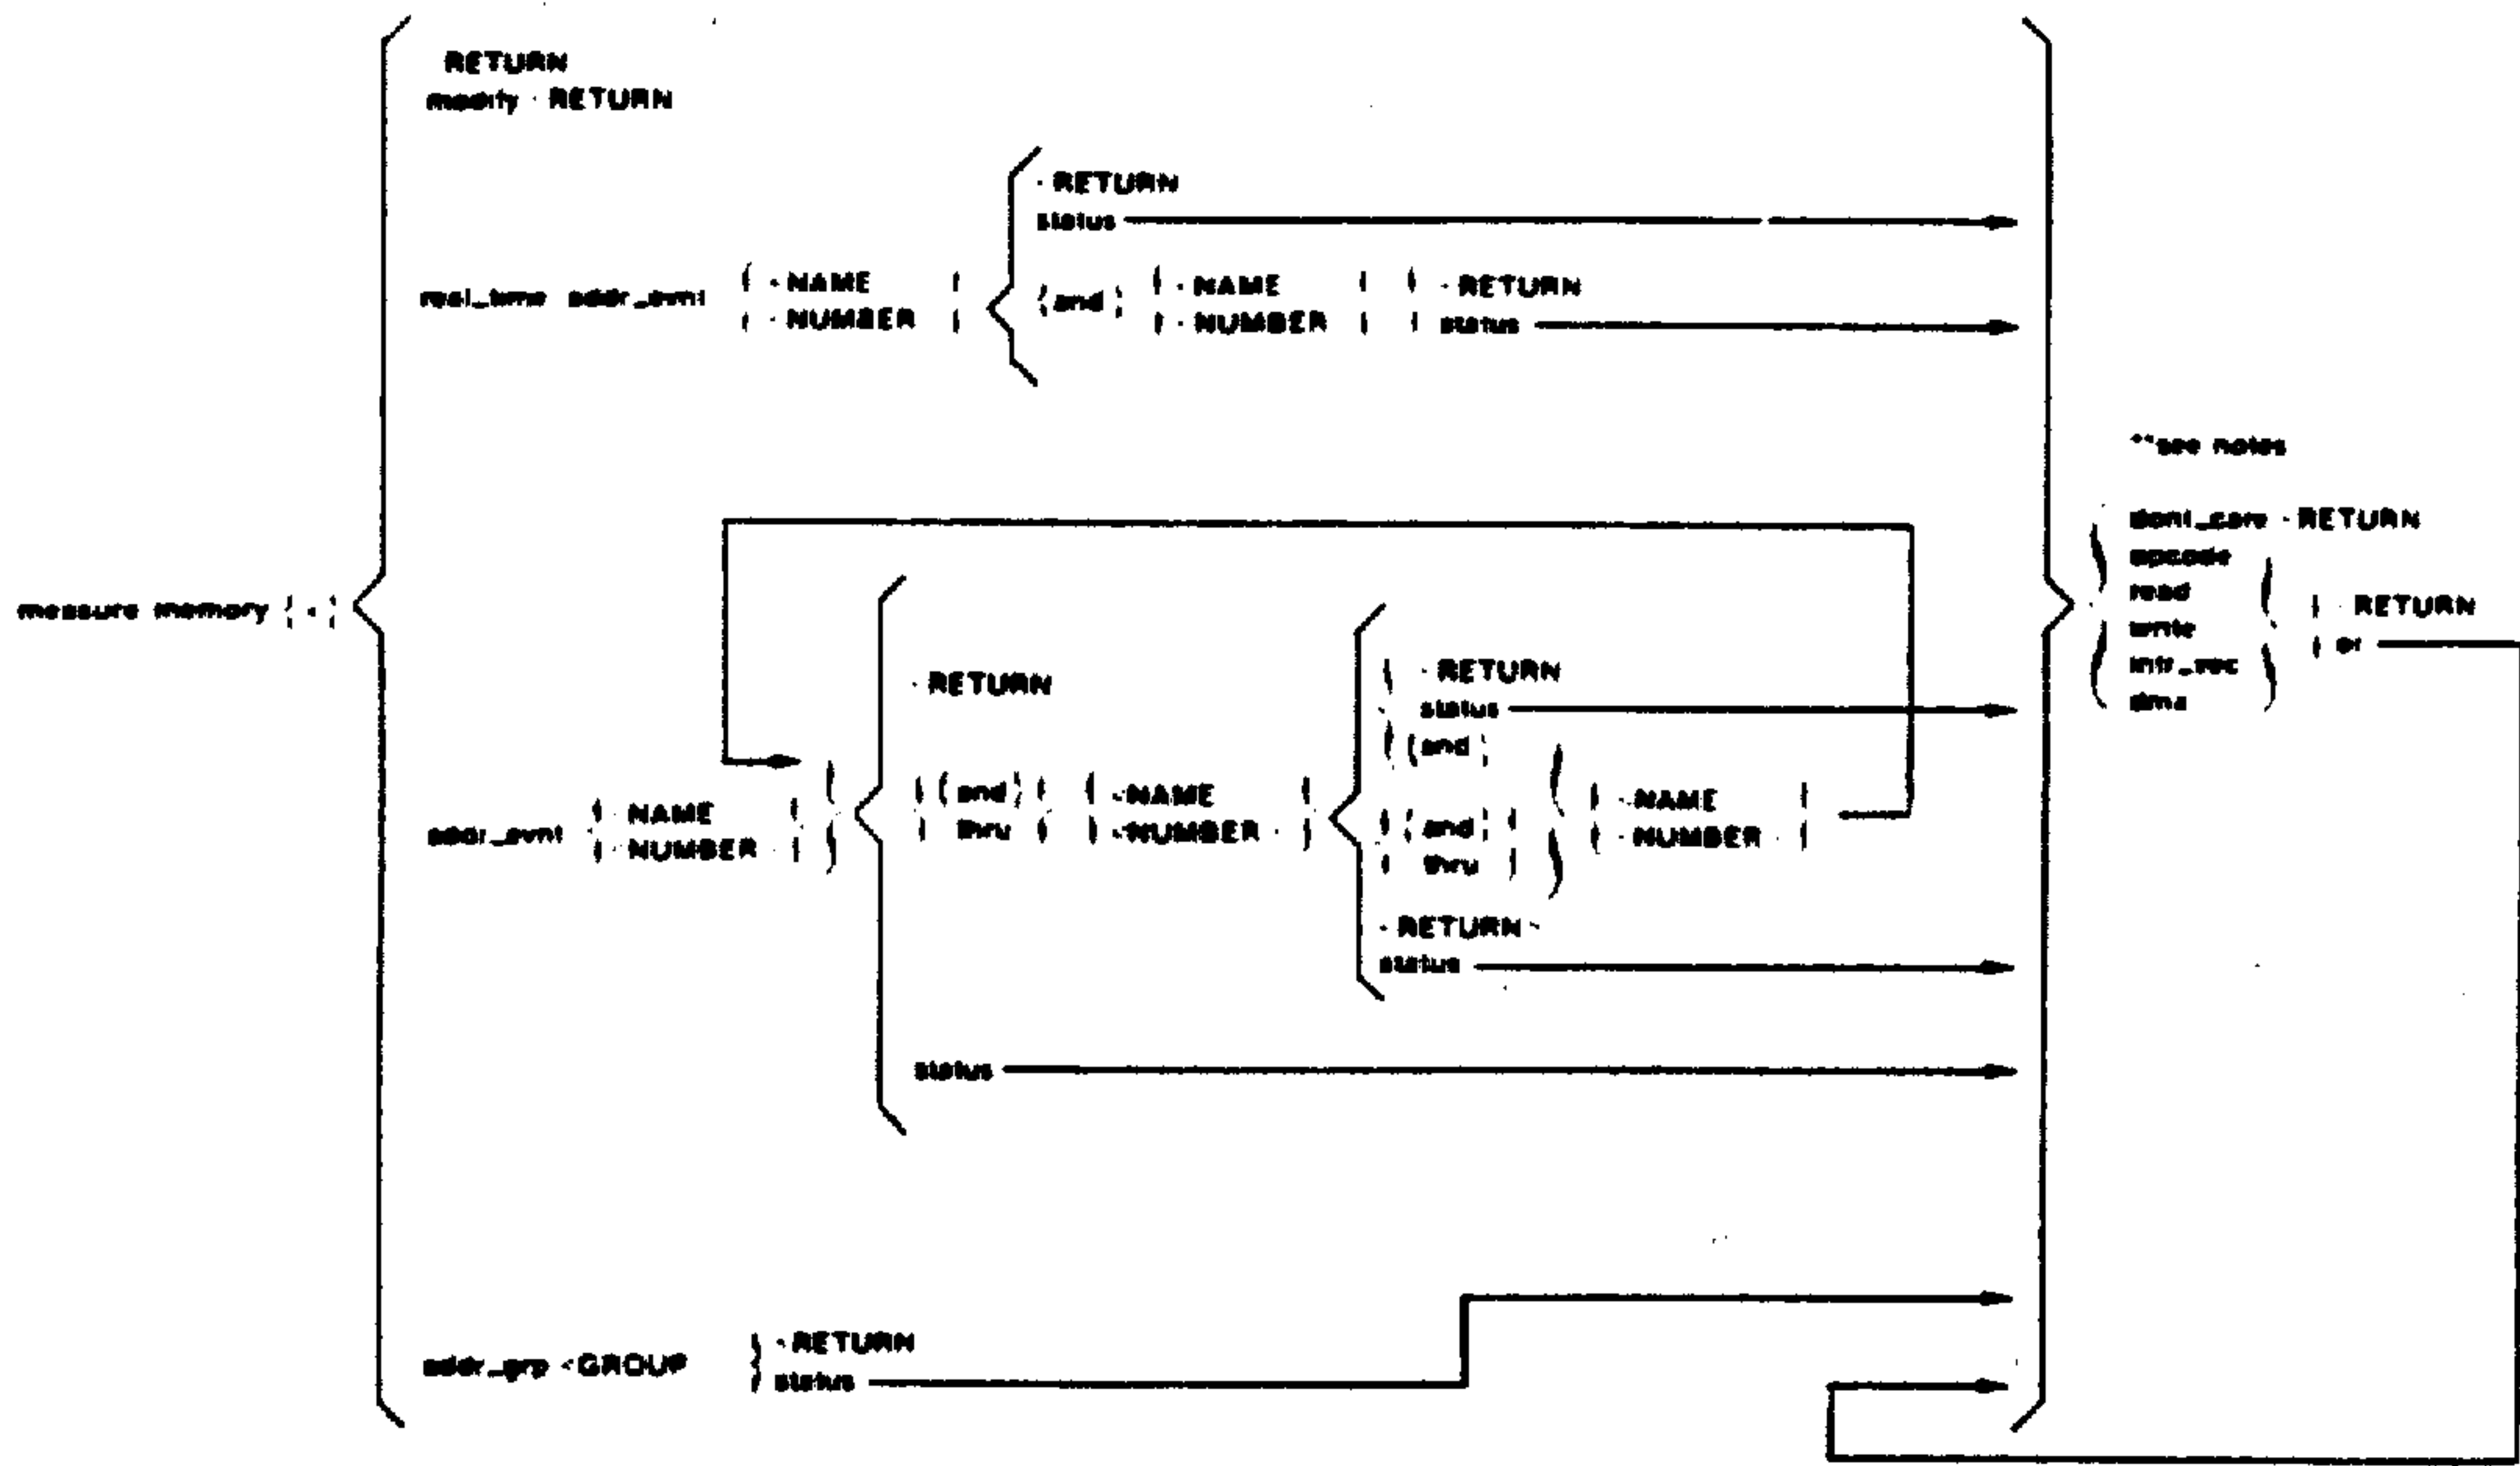 RETURN
modify RETURN
RETURN
status
real_time addr_evnt NAME {and} NAME RETURN
NUMBER NUMBER status
**see notes
dont_care RETURN
opcode
measure memory read RETURN
write or
intr_vec
dma
RETURN
RETURN
status
{and}
{and} NAME NAME
addr_evnt NAME thru NUMBER {and} NUMBER
NUMBER thru
RETURN
status
status
RETURN
addr_grp <GROUP status